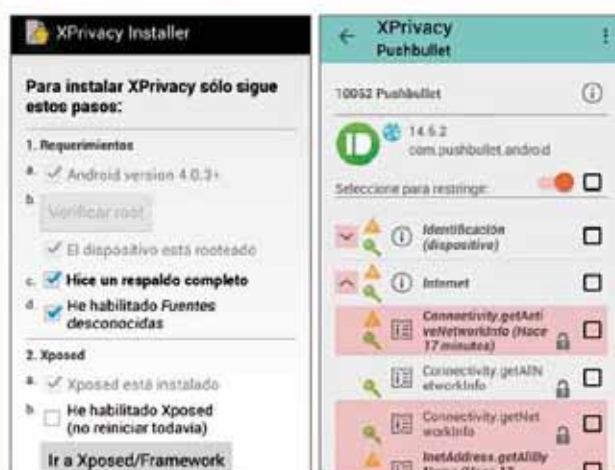 XPrivacy Installer
Para instalar XPrivacy sólo sigue
estos pasos:
1. Requerimientos
a. Android version 4.0.3+
b.
Verificar root
El dispositivo está rooteado
c. Hice un respaldo completo
d. He habilitado Fuentes
desconocidas
2. Xposed
a. Xposed está instalado
b. He habilitado Xposed
(no reiniciar todavia)
Ir a Xposed/Framework
XPrivacy
Pushbullet
10052 Pushbullet
14.6.2
com.pushbullet.android
Seleccione para restringir:
Identificación
(dispositivo)
Internet
Connectivity.getActi
veNetworkInfo (Hace
17 minutos)
Connectivity.getAllN
etworkInfo
Connectivity.getNet
workInfo
InetAddress.getAllBy